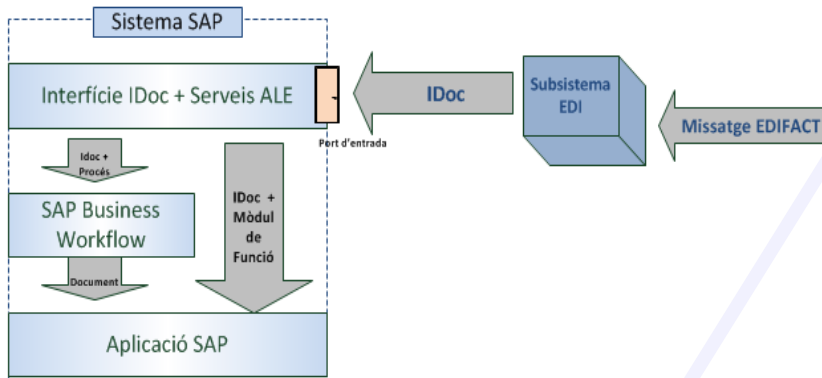 Sistema SAP
Interfície IDoc + Serveis ALE
IDoc
Subsistema
EDI
Missatge EDIFACT
Port d'entrada
Idoc +
Procés
IDoc +
Mòdul
de
Funció
SAP Business
Workflow
Document
Aplicació SAP